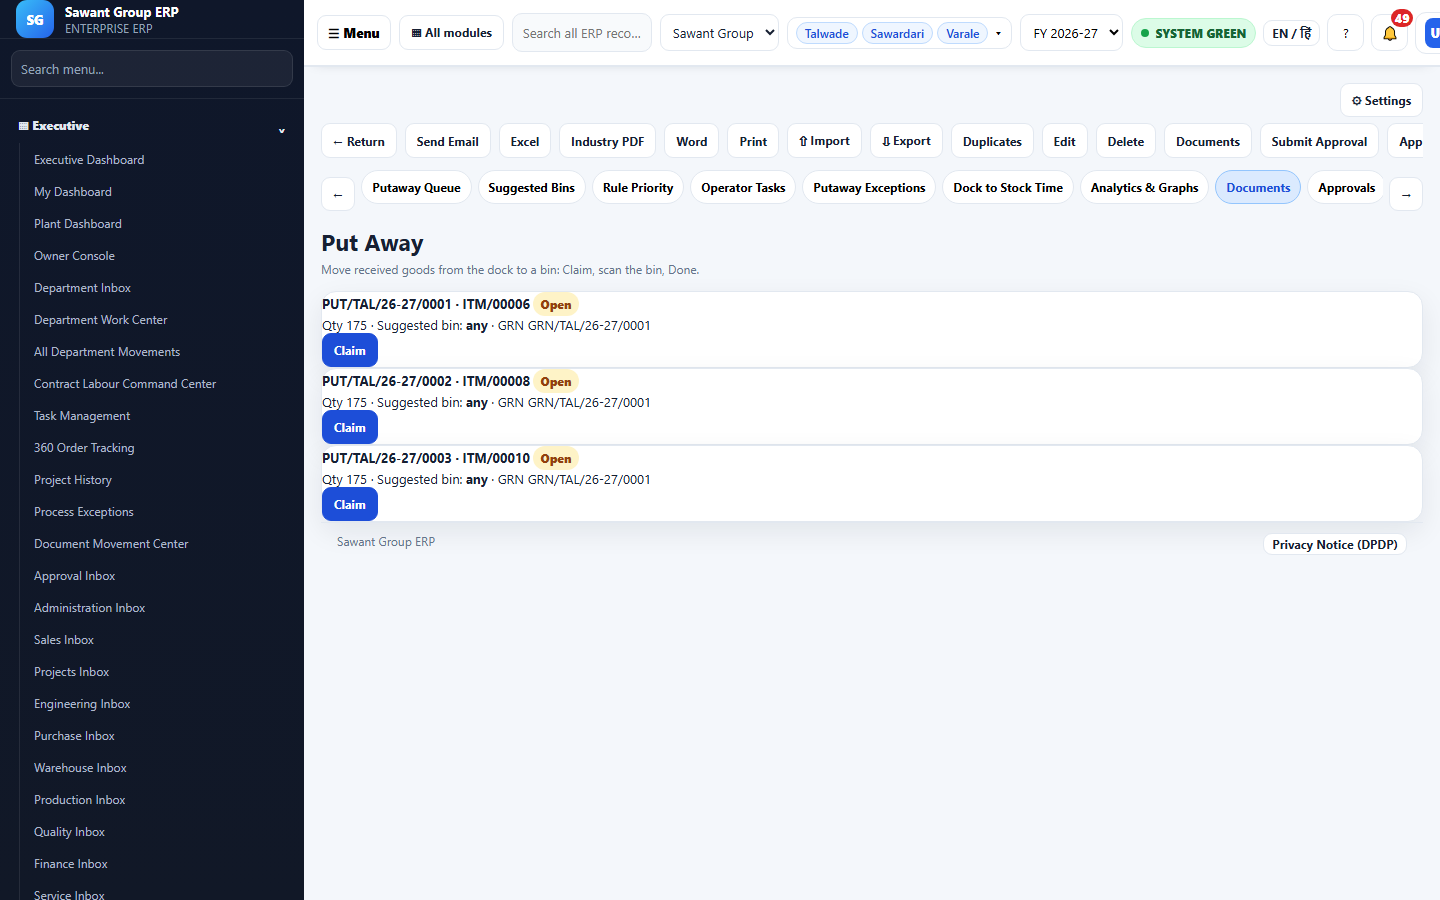 SG
Sawant Group ERP
ENTERPRISE ERP
Search menu...
Executive
Executive Dashboard
My Dashboard
Plant Dashboard
Owner Console
Department Inbox
Department Work Center
All Department Movements
Contract Labour Command Center
Task Management
360 Order Tracking
Project History
Process Exceptions
Document Movement Center
Approval Inbox
Administration Inbox
Sales Inbox
Projects Inbox
Engineering Inbox
Purchase Inbox
Warehouse Inbox
Production Inbox
Quality Inbox
Finance Inbox
Service Inbox
☰ Menu
All modules
Search all ERP reco...
Sawant Group
Talwade
Sawardari
Varale
FY 2026-27
SYSTEM GREEN
EN / हिं
?
49
U
⚙ Settings
← Return
Send Email
Excel
Industry PDF
Word
Print
⇧ Import
⇩ Export
Duplicates
Edit
Delete
Documents
Submit Approval
App
←
Putaway Queue
Suggested Bins
Rule Priority
Operator Tasks
Putaway Exceptions
Dock to Stock Time
Analytics & Graphs
Documents
Approvals
→
Put Away
Move received goods from the dock to a bin: Claim, scan the bin, Done.
PUT/TAL/26-27/0001 · ITM/00006 Open
Qty 175 · Suggested bin: any · GRN GRN/TAL/26-27/0001
Claim
PUT/TAL/26-27/0002 · ITM/00008 Open
Qty 175 · Suggested bin: any · GRN GRN/TAL/26-27/0001
Claim
PUT/TAL/26-27/0003 · ITM/00010 Open
Qty 175 · Suggested bin: any · GRN GRN/TAL/26-27/0001
Claim
Sawant Group ERP
Privacy Notice (DPDP)